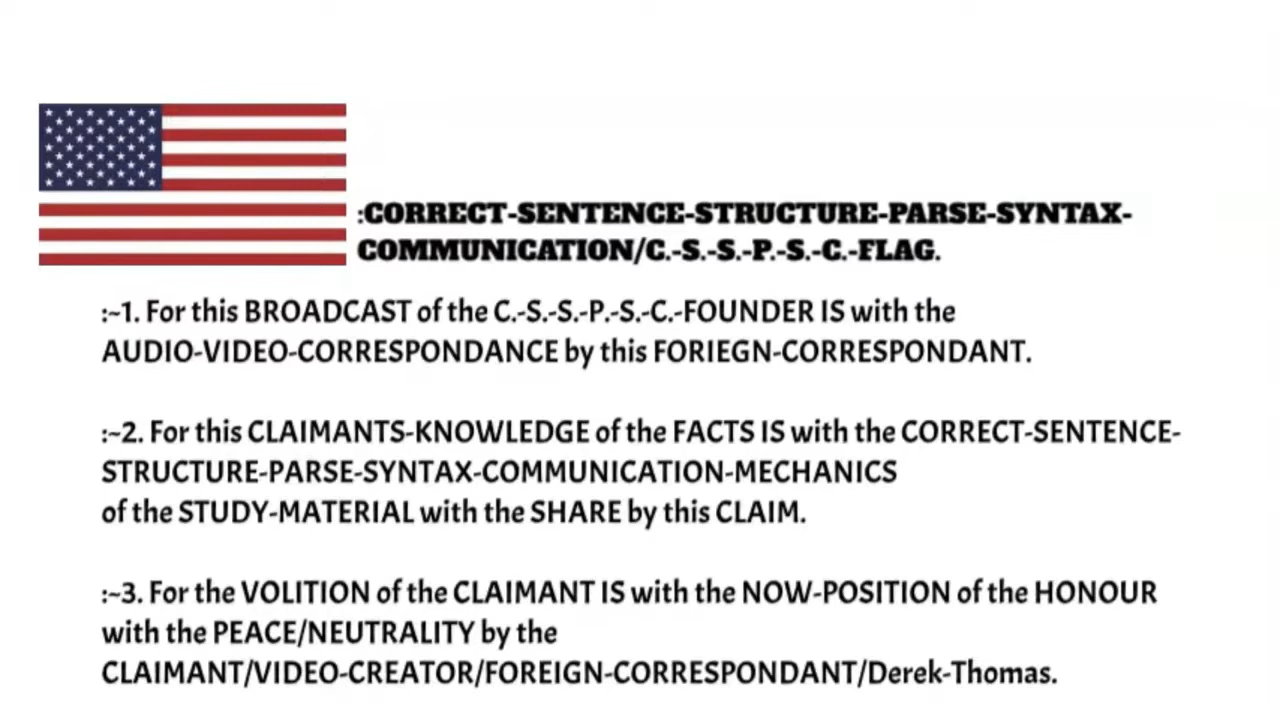 :CORRECT-SENTENCE-STRUCTURE-PARSE-SYNTAX-
COMMUNICATION/C.-S.-S.-P.-S.-C.-FLAG.
:~1. For this BROADCAST of the C.-S.-S.-P.-S.-C.-FOUNDER IS with the
AUDIO-VIDEO-CORRESPONDANCE by this FORIEGN-CORRESPONDANT.
:~2. For this CLAIMANTS-KNOWLEDGE of the FACTS IS with the CORRECT-SENTENCE-
STRUCTURE-PARSE-SYNTAX-COMMUNICATION-MECHANICS
of the STUDY-MATERIAL with the SHARE by this CLAIM.
:~3. For the VOLITION of the CLAIMANT IS with the NOW-POSITION of the HONOUR
with the PEACE/NEUTRALITY by the
CLAIMANT/VIDEO-CREATOR/FOREIGN-CORRESPONDANT/Derek-Thomas.